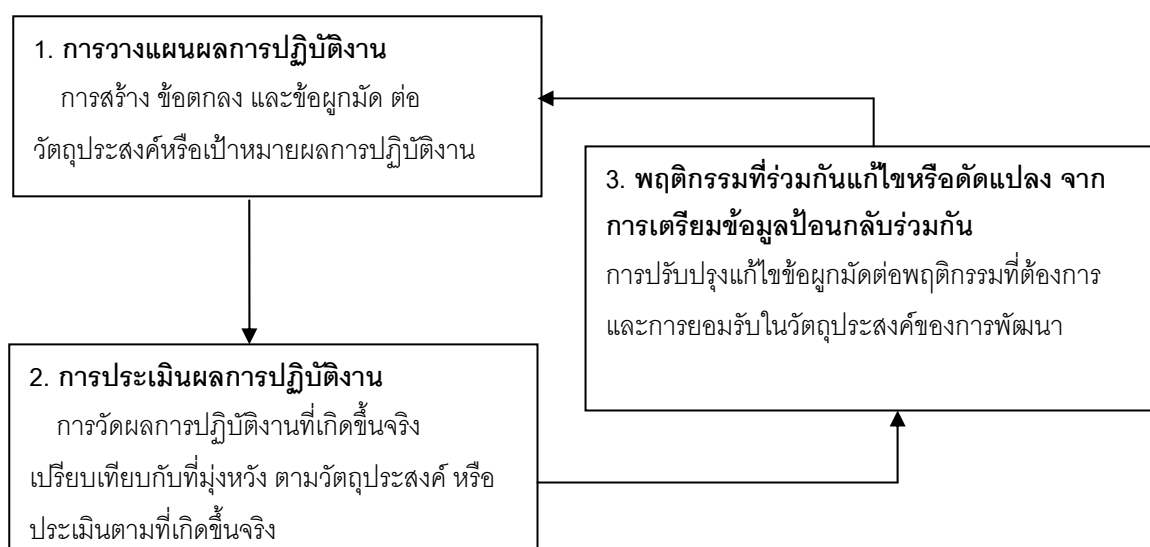 1. การวางแผนผลการปฏิบัติงาน
การสร้าง ข้อตกลง และข้อผูกมัด ต่อ
วัตถุประสงค์หรือเป้าหมายผลการปฏิบัติงาน
2. การประเมินผลการปฏิบัติงาน
การวัดผลการปฏิบัติงานที่เกิดขึ้นจริง
เปรียบเทียบกับที่มุ่งหวัง ตามวัตถุประสงค์ หรือ
ประเมินตามที่เกิดขึ้นจริง
3. พฤติกรรมที่ร่วมกันแก้ไขหรือดัดแปลง จาก
การเตรียมข้อมูลป้อนกลับร่วมกัน
การปรับปรุงแก้ไขข้อผูกมัดต่อพฤติกรรมที่ต้องการ
และการยอมรับในวัตถุประสงค์ของการพัฒนา